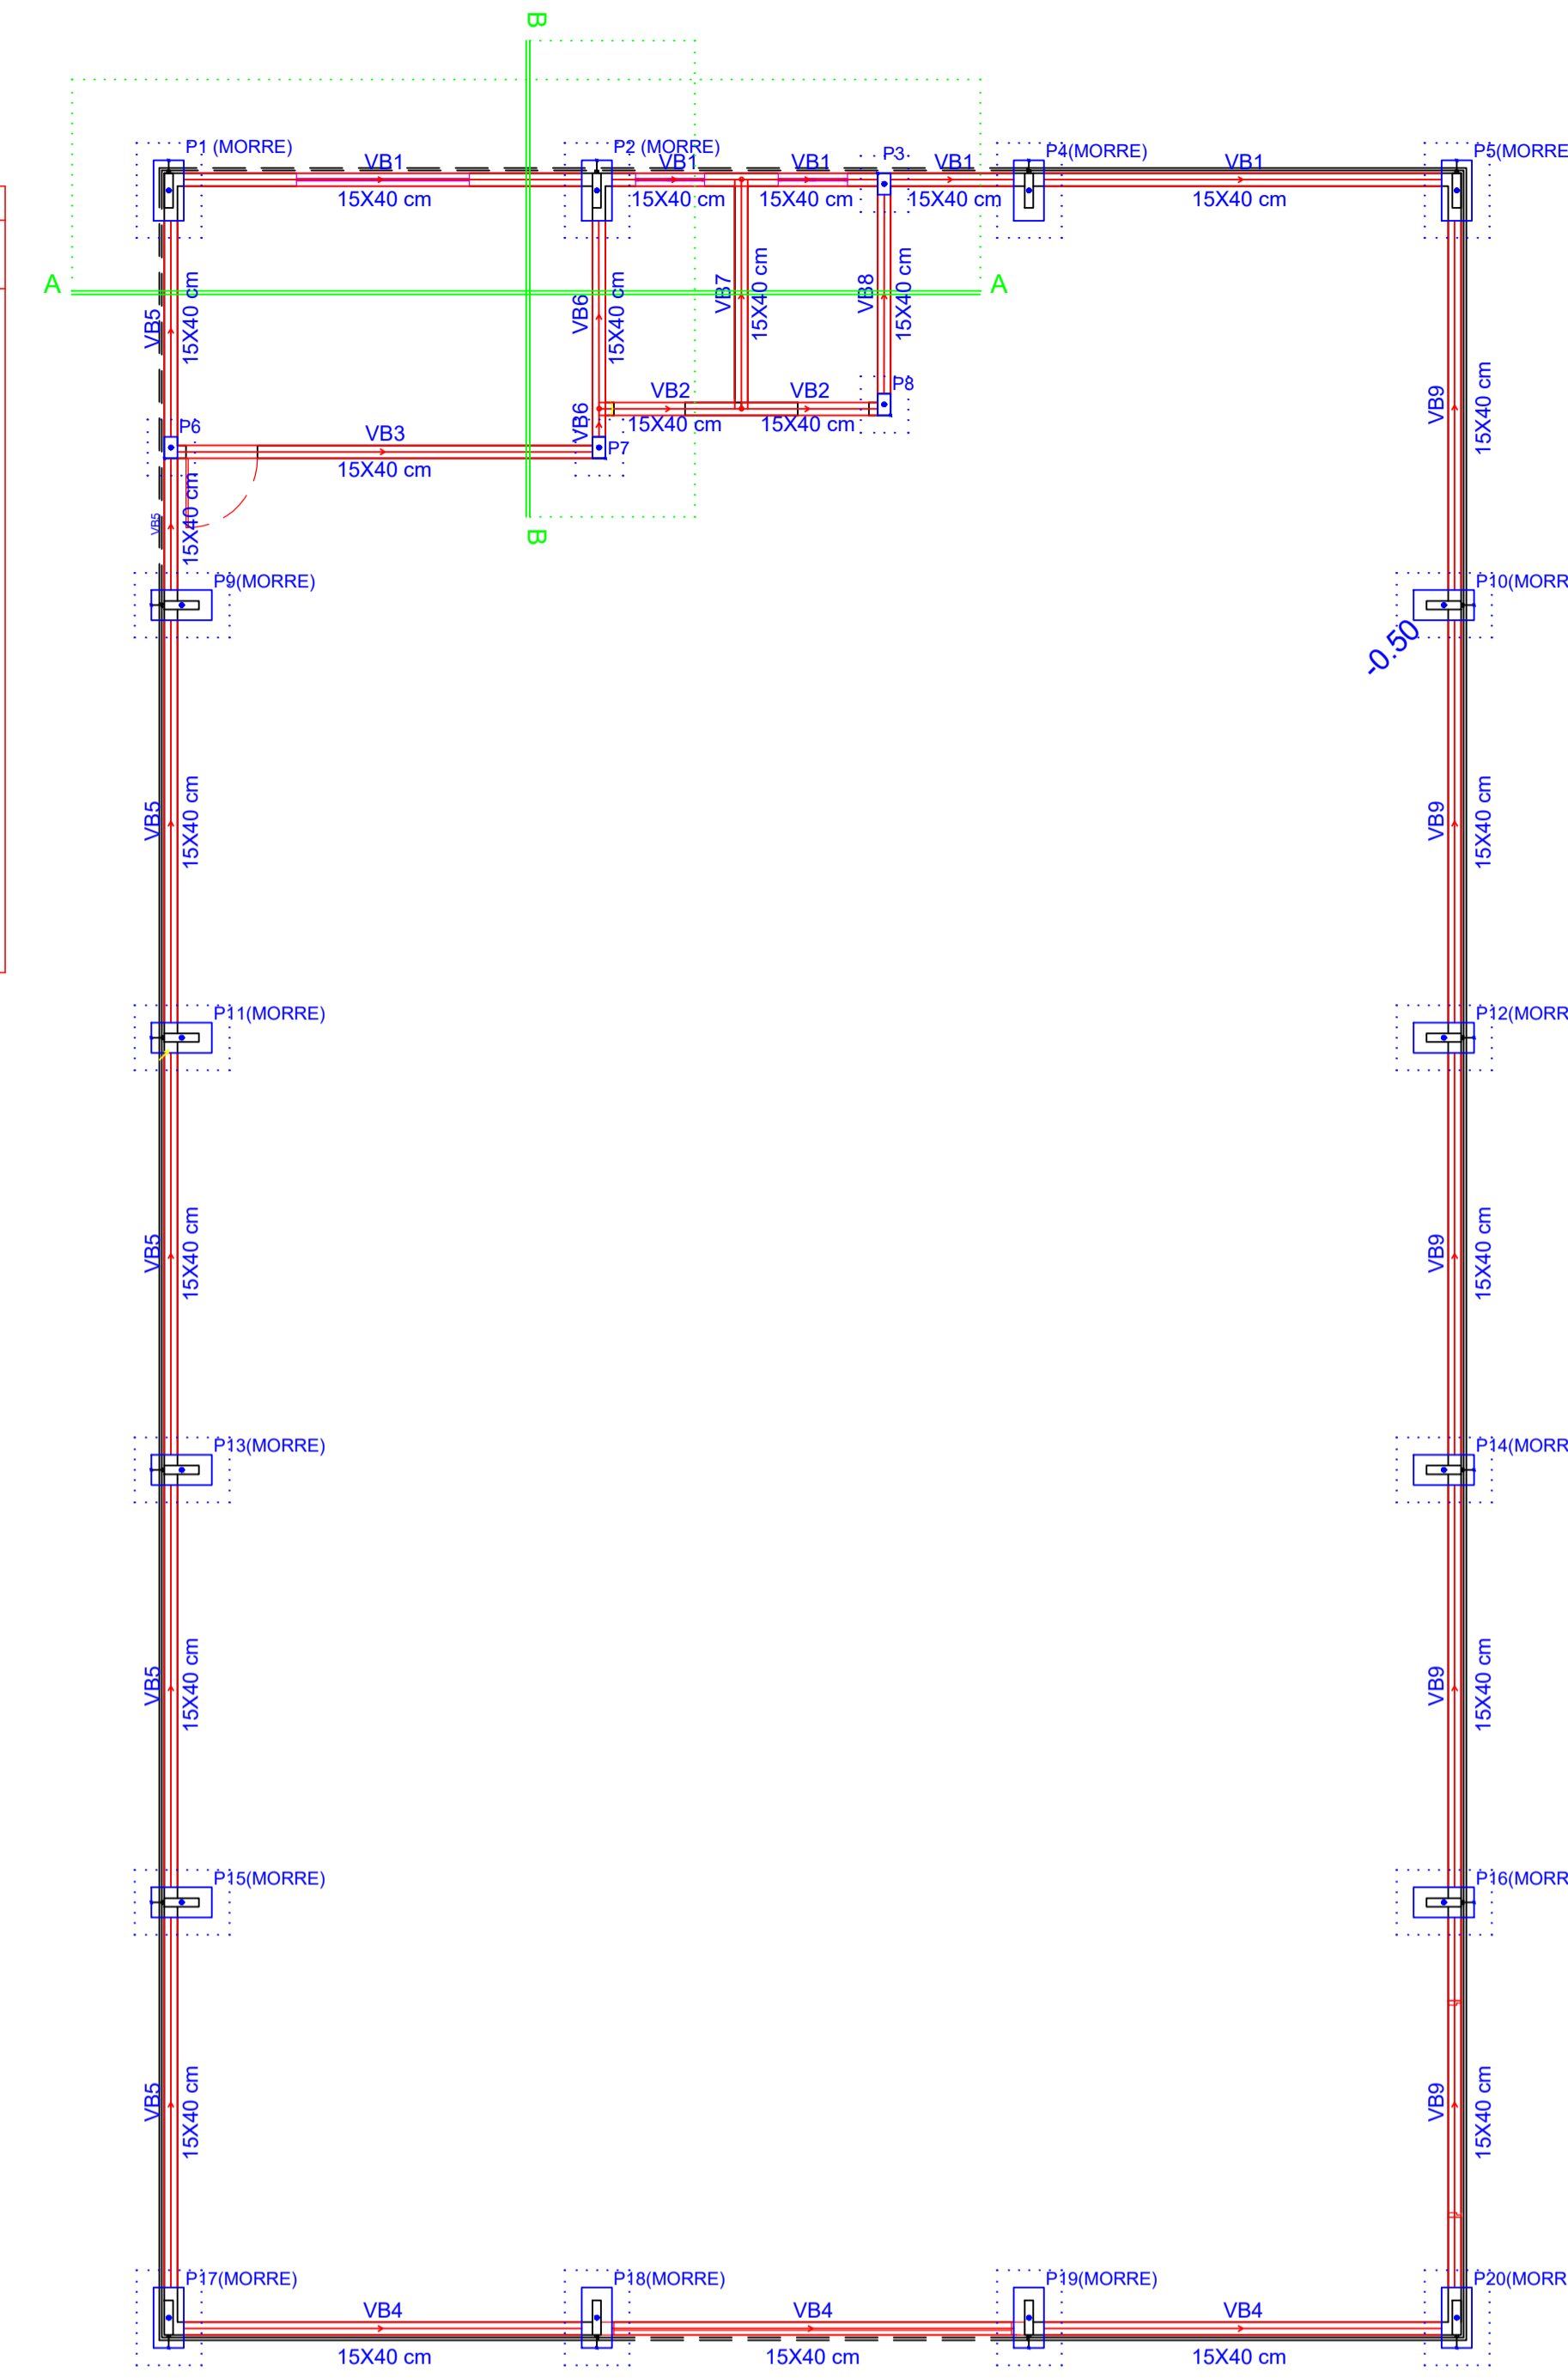 B
P1 (MORRE)
VB1
P2 (MORRE)
VB1
VB1
P3
VB1
P4(MORRE)
VB1
P5(MORRE
15X40 cm
15X40 cm
15X40 cm
15X40 cm
15X40 cm
A
A
VB5
15X40 cm
VB6
15X40 cm
VB7
15X40 cm
VB8
15X40 cm
VB2
VB2
P8
15X40 cm
15X40 cm
VB6
P6
VB3
P7
15X40 cm
VB9
15X40 cm
VB5
15X40 cm
B
P9(MORRE)
P10(MORR
-0.50
VB5
15X40 cm
VB9
15X40 cm
P11(MORRE)
P12(MORR
VB5
15X40 cm
VB9
15X40 cm
P13(MORRE)
P14(MORR
VB5
15X40 cm
VB9
15X40 cm
P15(MORRE)
P16(MORR
VB5
15X40 cm
VB9
15X40 cm
P17(MORRE)
P18(MORRE)
P19(MORRE)
P20(MORR
VB4
VB4
VB4
15X40 cm
15X40 cm
15X40 cm